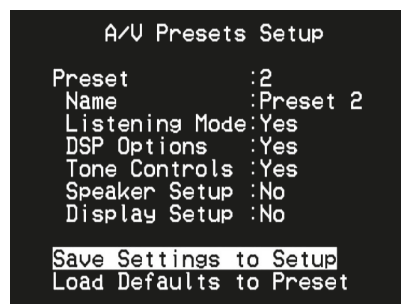 A/V Presets Setup
Preset :2
Name :Preset 2
Listening Mode:Yes
DSP Options :Yes
Tone Controls :Yes
Speaker Setup :No
Display Setup :No
Save Settings to Setup
Load Defaults to Preset